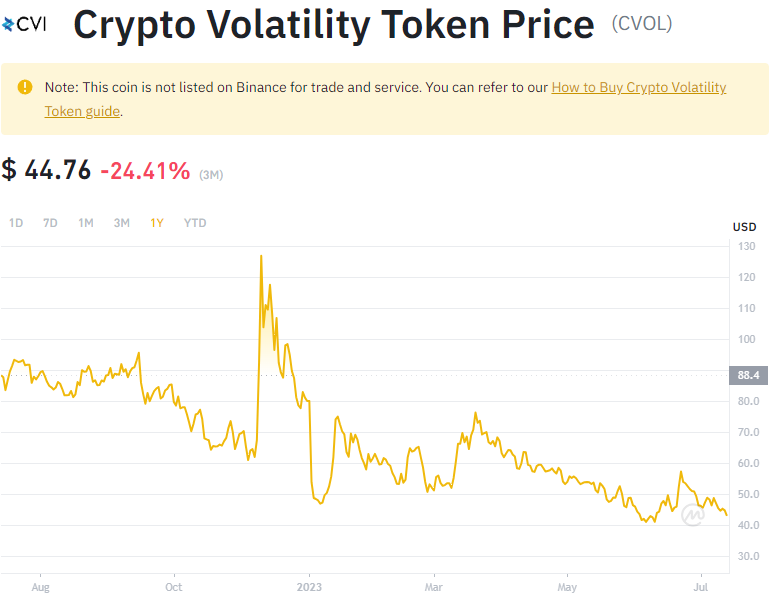 CVI Crypto Volatility Token Price (CVOL)
Note: This coin is not listed on Binance for trade and service. You can refer to our How to Buy Crypto Volatility
Token guide.
$ 44.76 -24.41% (3M)
1D 7D 1M 3M 1Y YTD
USD
130
120
110
100
88.4
80.0
70.0
60.0
50.0
40.0
30.0
Aug Oct 2023 Mar May Jul